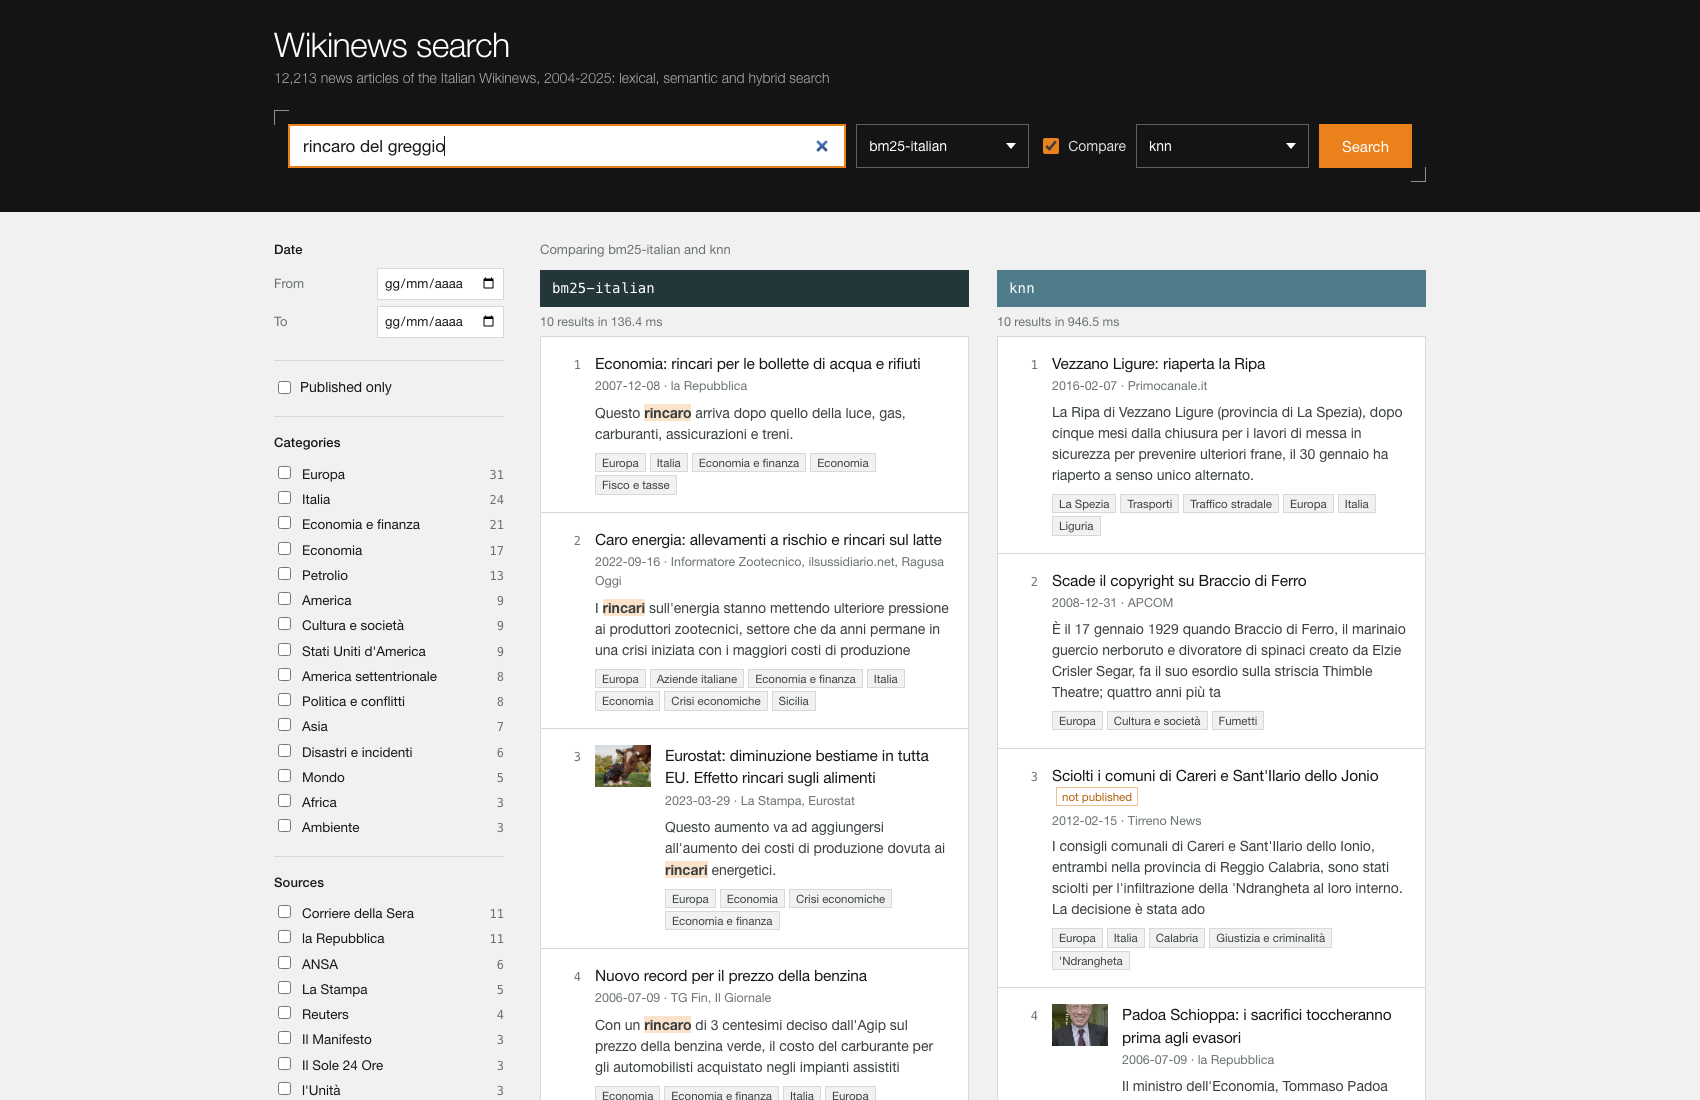 Wikinews search
12,213 news articles of the Italian Wikinews, 2004-2025: lexical, semantic and hybrid search
rincaro del greggio
bm25-italian
Compare
knn
Search
Date
From
gg/mm/aaaa
To
gg/mm/aaaa
Published only
Categories
Europa 31
Italia 24
Economia e finanza 21
Economia 17
Petrolio 13
America 9
Cultura e società 9
Stati Uniti d'America 9
America settentrionale 8
Politica e conflitti 8
Asia 7
Disastri e incidenti 6
Mondo 5
Africa 3
Ambiente 3
Sources
Corriere della Sera 11
la Repubblica 11
ANSA 6
La Stampa 5
Reuters 4
Il Manifesto 3
Il Sole 24 Ore 3
l'Unità 3
Comparing bm25-italian and knn
bm25-italian
10 results in 136.4 ms
1 Economia: rincari per le bollette di acqua e rifiuti
2007-12-08 · la Repubblica
Questo rincaro arriva dopo quello della luce, gas,
carburanti, assicurazioni e treni.
Europa Italia Economia e finanza Economia
Fisco e tasse
2 Caro energia: allevamenti a rischio e rincari sul latte
2022-09-16 · Informatore Zootecnico, ilsussidiario.net, Ragusa
Oggi
I rincari sull'energia stanno mettendo ulteriore pressione
ai produttori zootecnici, settore che da anni permane in
una crisi iniziata con i maggiori costi di produzione
Europa Aziende italiane Economia e finanza Italia
Economia Crisi economiche Sicilia
3 Eurostat: diminuzione bestiame in tutta
EU. Effetto rincari sugli alimenti
2023-03-29 · La Stampa, Eurostat
Questo aumento va ad aggiungersi
all'aumento dei costi di produzione dovuta ai
rincari energetici.
Europa Economia Crisi economiche
Economia e finanza
4 Nuovo record per il prezzo della benzina
2006-07-09 · TG Fin, Il Giornale
Con un rincaro di 3 centesimi deciso dall'Agip sul
prezzo della benzina verde, il costo del carburante per
gli automobilisti acquistato negli impianti assistiti
Economia Economia e finanza Italia Europa
knn
10 results in 946.5 ms
1 Vezzano Ligure: riaperta la Ripa
2016-02-07 · Primocanale.it
La Ripa di Vezzano Ligure (provincia di La Spezia), dopo
cinque mesi dalla chiusura per i lavori di messa in
sicurezza per prevenire ulteriori frane, il 30 gennaio ha
riaperto a senso unico alternato.
La Spezia Trasporti Traffico stradale Europa Italia
Liguria
2 Scade il copyright su Braccio di Ferro
2008-12-31 · APCOM
È il 17 gennaio 1929 quando Braccio di Ferro, il marinaio
guercio nerboruto e divoratore di spinaci creato da Elzie
Crisler Segar, fa il suo esordio sulla striscia Thimble
Theatre; quattro anni più ta
Europa Cultura e società Fumetti
3 Sciolti i comuni di Careri e Sant'Ilario dello Jonio
not published
2012-02-15 · Tirreno News
I consigli comunali di Careri e Sant'Ilario dello Ionio,
entrambi nella provincia di Reggio Calabria, sono stati
sciolti per l'infiltrazione della 'Ndrangheta al loro interno.
La decisione è stata ado
Europa Italia Calabria Giustizia e criminalità
'Ndrangheta
4 Padoa Schioppa: i sacrifici toccheranno
prima agli evasori
2006-07-09 · la Repubblica
Il ministro dell'Economia, Tommaso Padoa